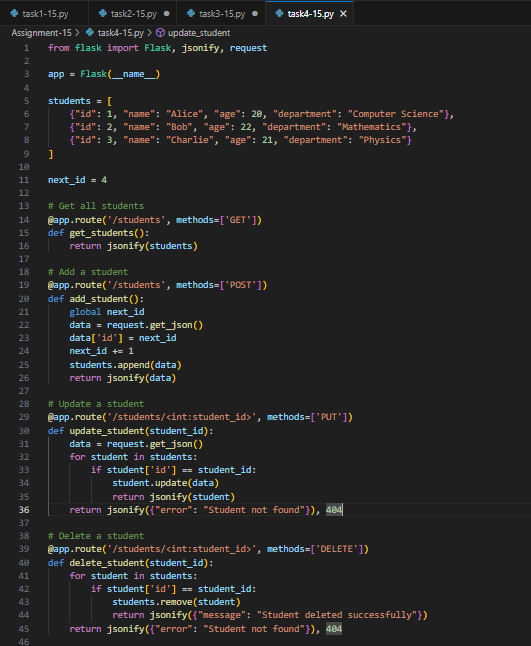 task1-15.py task2-15.py task3-15.py task4-15.py
Assignment-15 > task4-15.py > update_student
1 from flask import Flask, jsonify, request
2
3 app = Flask(__name__)
4
5 students = [
6     {"id": 1, "name": "Alice", "age": 20, "department": "Computer Science"},
7     {"id": 2, "name": "Bob", "age": 22, "department": "Mathematics"},
8     {"id": 3, "name": "Charlie", "age": 21, "department": "Physics"}
9 ]
10
11 next_id = 4
12
13 # Get all students
14 @app.route('/students', methods=['GET'])
15 def get_students():
16     return jsonify(students)
17
18 # Add a student
19 @app.route('/students', methods=['POST'])
20 def add_student():
21     global next_id
22     data = request.get_json()
23     data['id'] = next_id
24     next_id += 1
25     students.append(data)
26     return jsonify(data)
27
28 # Update a student
29 @app.route('/students/<int:student_id>', methods=['PUT'])
30 def update_student(student_id):
31     data = request.get_json()
32     for student in students:
33         if student['id'] == student_id:
34             student.update(data)
35             return jsonify(student)
36     return jsonify({"error": "Student not found"}), 404
37
38 # Delete a student
39 @app.route('/students/<int:student_id>', methods=['DELETE'])
40 def delete_student(student_id):
41     for student in students:
42         if student['id'] == student_id:
43             students.remove(student)
44             return jsonify({"message": "Student deleted successfully"})
45     return jsonify({"error": "Student not found"}), 404
46